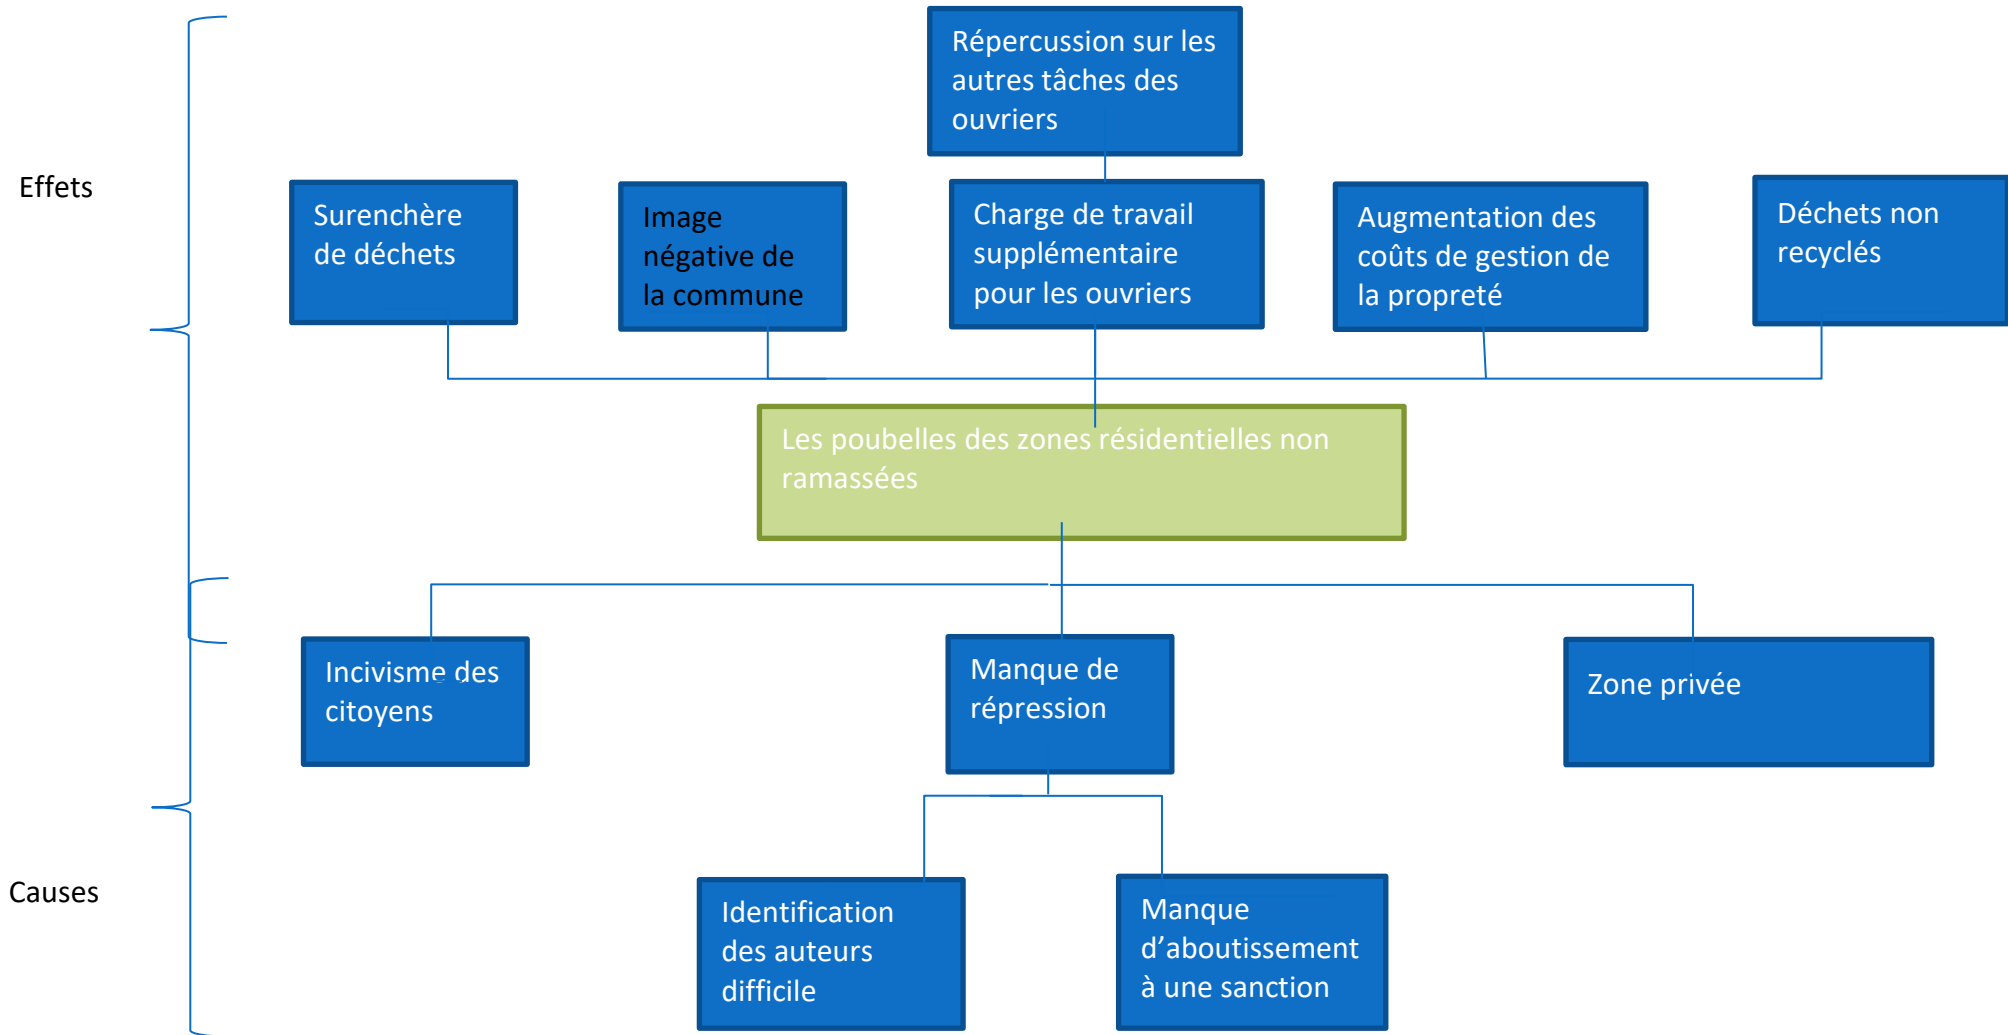 Répercussion sur les
autres tâches des
ouvriers
Effets
Surenchère
de déchets
Image
négative de
la commune
Charge de travail
supplémentaire
pour les ouvriers
Augmentation des
coûts de gestion de
la propreté
Déchets non
recyclés
Les poubelles des zones résidentielles non
ramassées
Incivisme des
citoyens
Manque de
répression
Zone privée
Causes
Identification
des auteurs
difficile
Manque
d’aboutissement
à une sanction